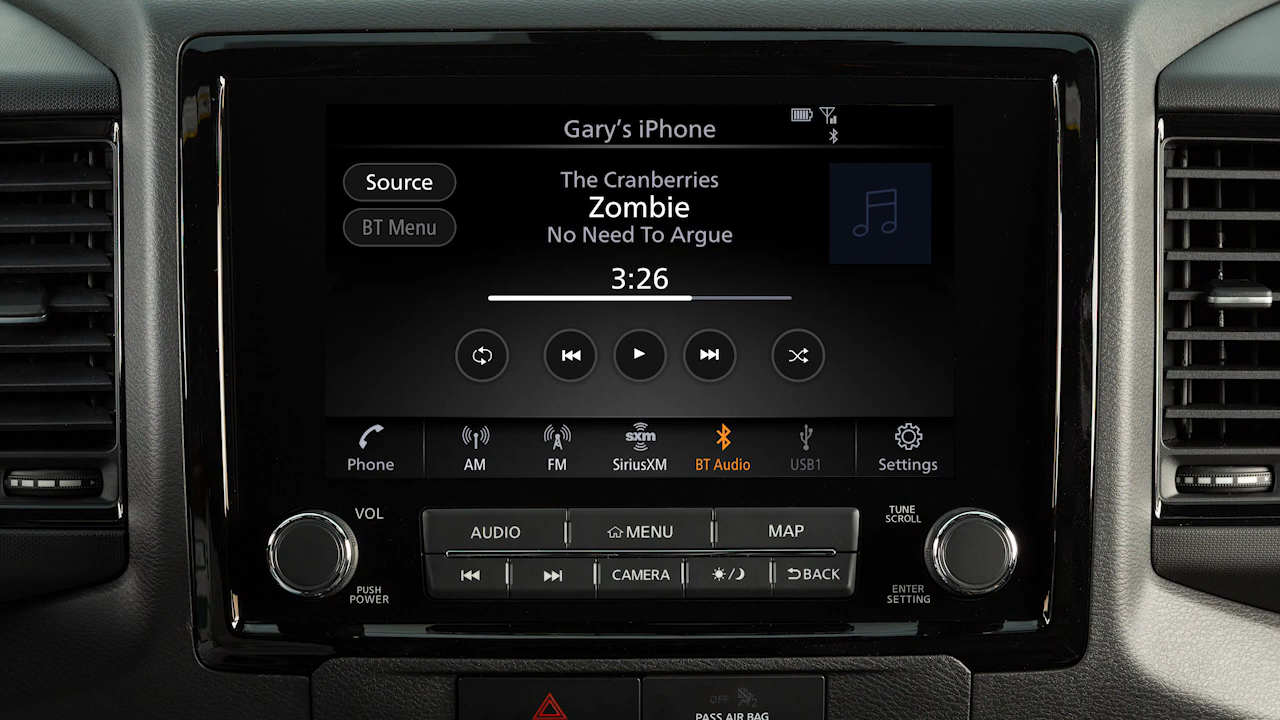 Gary's iPhone
Source
The Cranberries
Zombie
BT Menu
No Need To Argue
3:26
Phone
AM
FM
sxm
SiriusXM
BT Audio
USB1
Settings
VOL
AUDIO
MENU
MAP
TUNE
SCROLL
CAMERA
BACK
PUSH
POWER
ENTER
SETTING
OFF
PASS AIR BAG